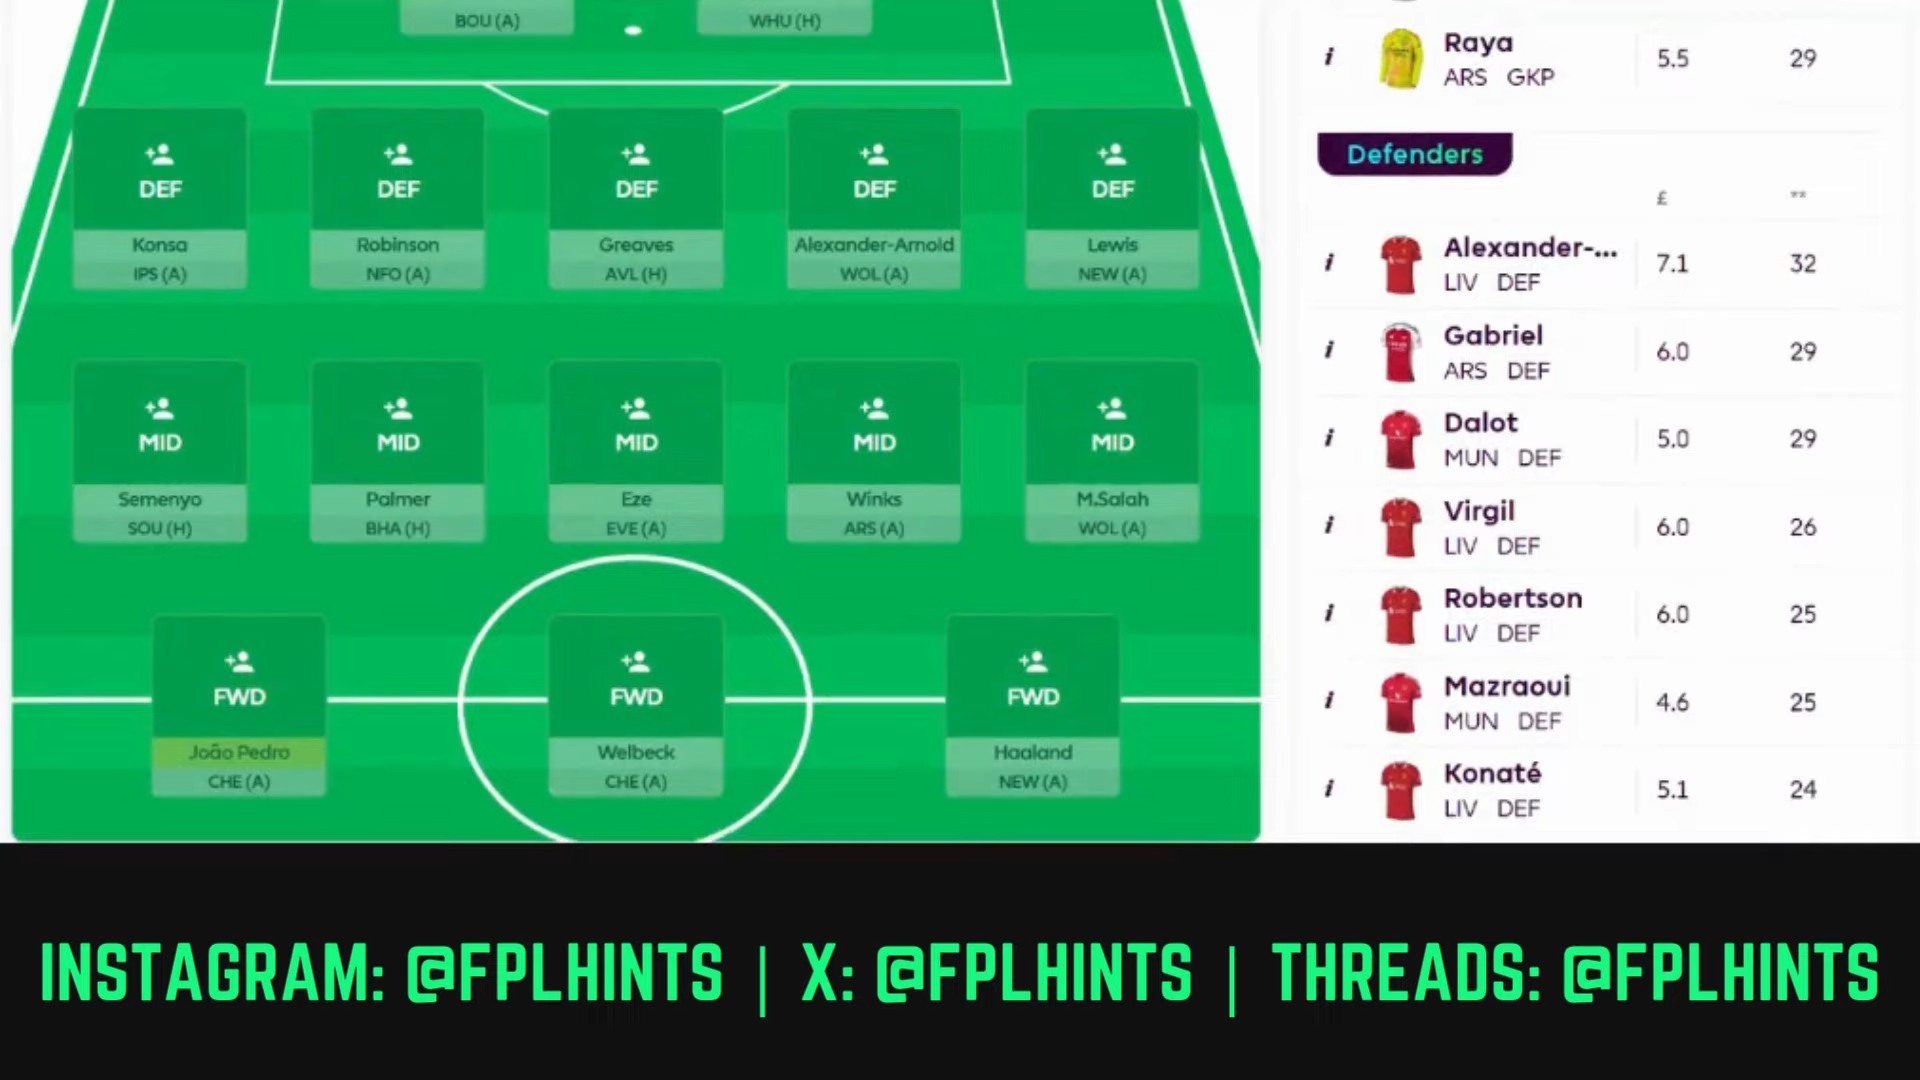 BOU (A)
WHU (H)
DEF
Konsa
IPS (A)
DEF
Robinson
NFO (A)
DEF
Greaves
AVL (H)
DEF
Alexander-Arnold
WOL (A)
DEF
Lewis
NEW (A)
MID
Semenyo
SOU (H)
MID
Palmer
BHA (H)
MID
Eze
EVE (A)
MID
Winks
ARS (A)
MID
M.Salah
WOL (A)
FWD
João Pedro
CHE (A)
FWD
Welbeck
CHE (A)
FWD
Haaland
NEW (A)
i Raya 5.5 29
ARS GKP
Defenders
£ **
i Alexander-... 7.1 32
LIV DEF
i Gabriel 6.0 29
ARS DEF
i Dalot 5.0 29
MUN DEF
i Virgil 6.0 26
LIV DEF
i Robertson 6.0 25
LIV DEF
i Mazraoui 4.6 25
MUN DEF
i Konaté 5.1 24
LIV DEF
INSTAGRAM: @FPLHINTS | X: @FPLHINTS | THREADS: @FPLHINTS